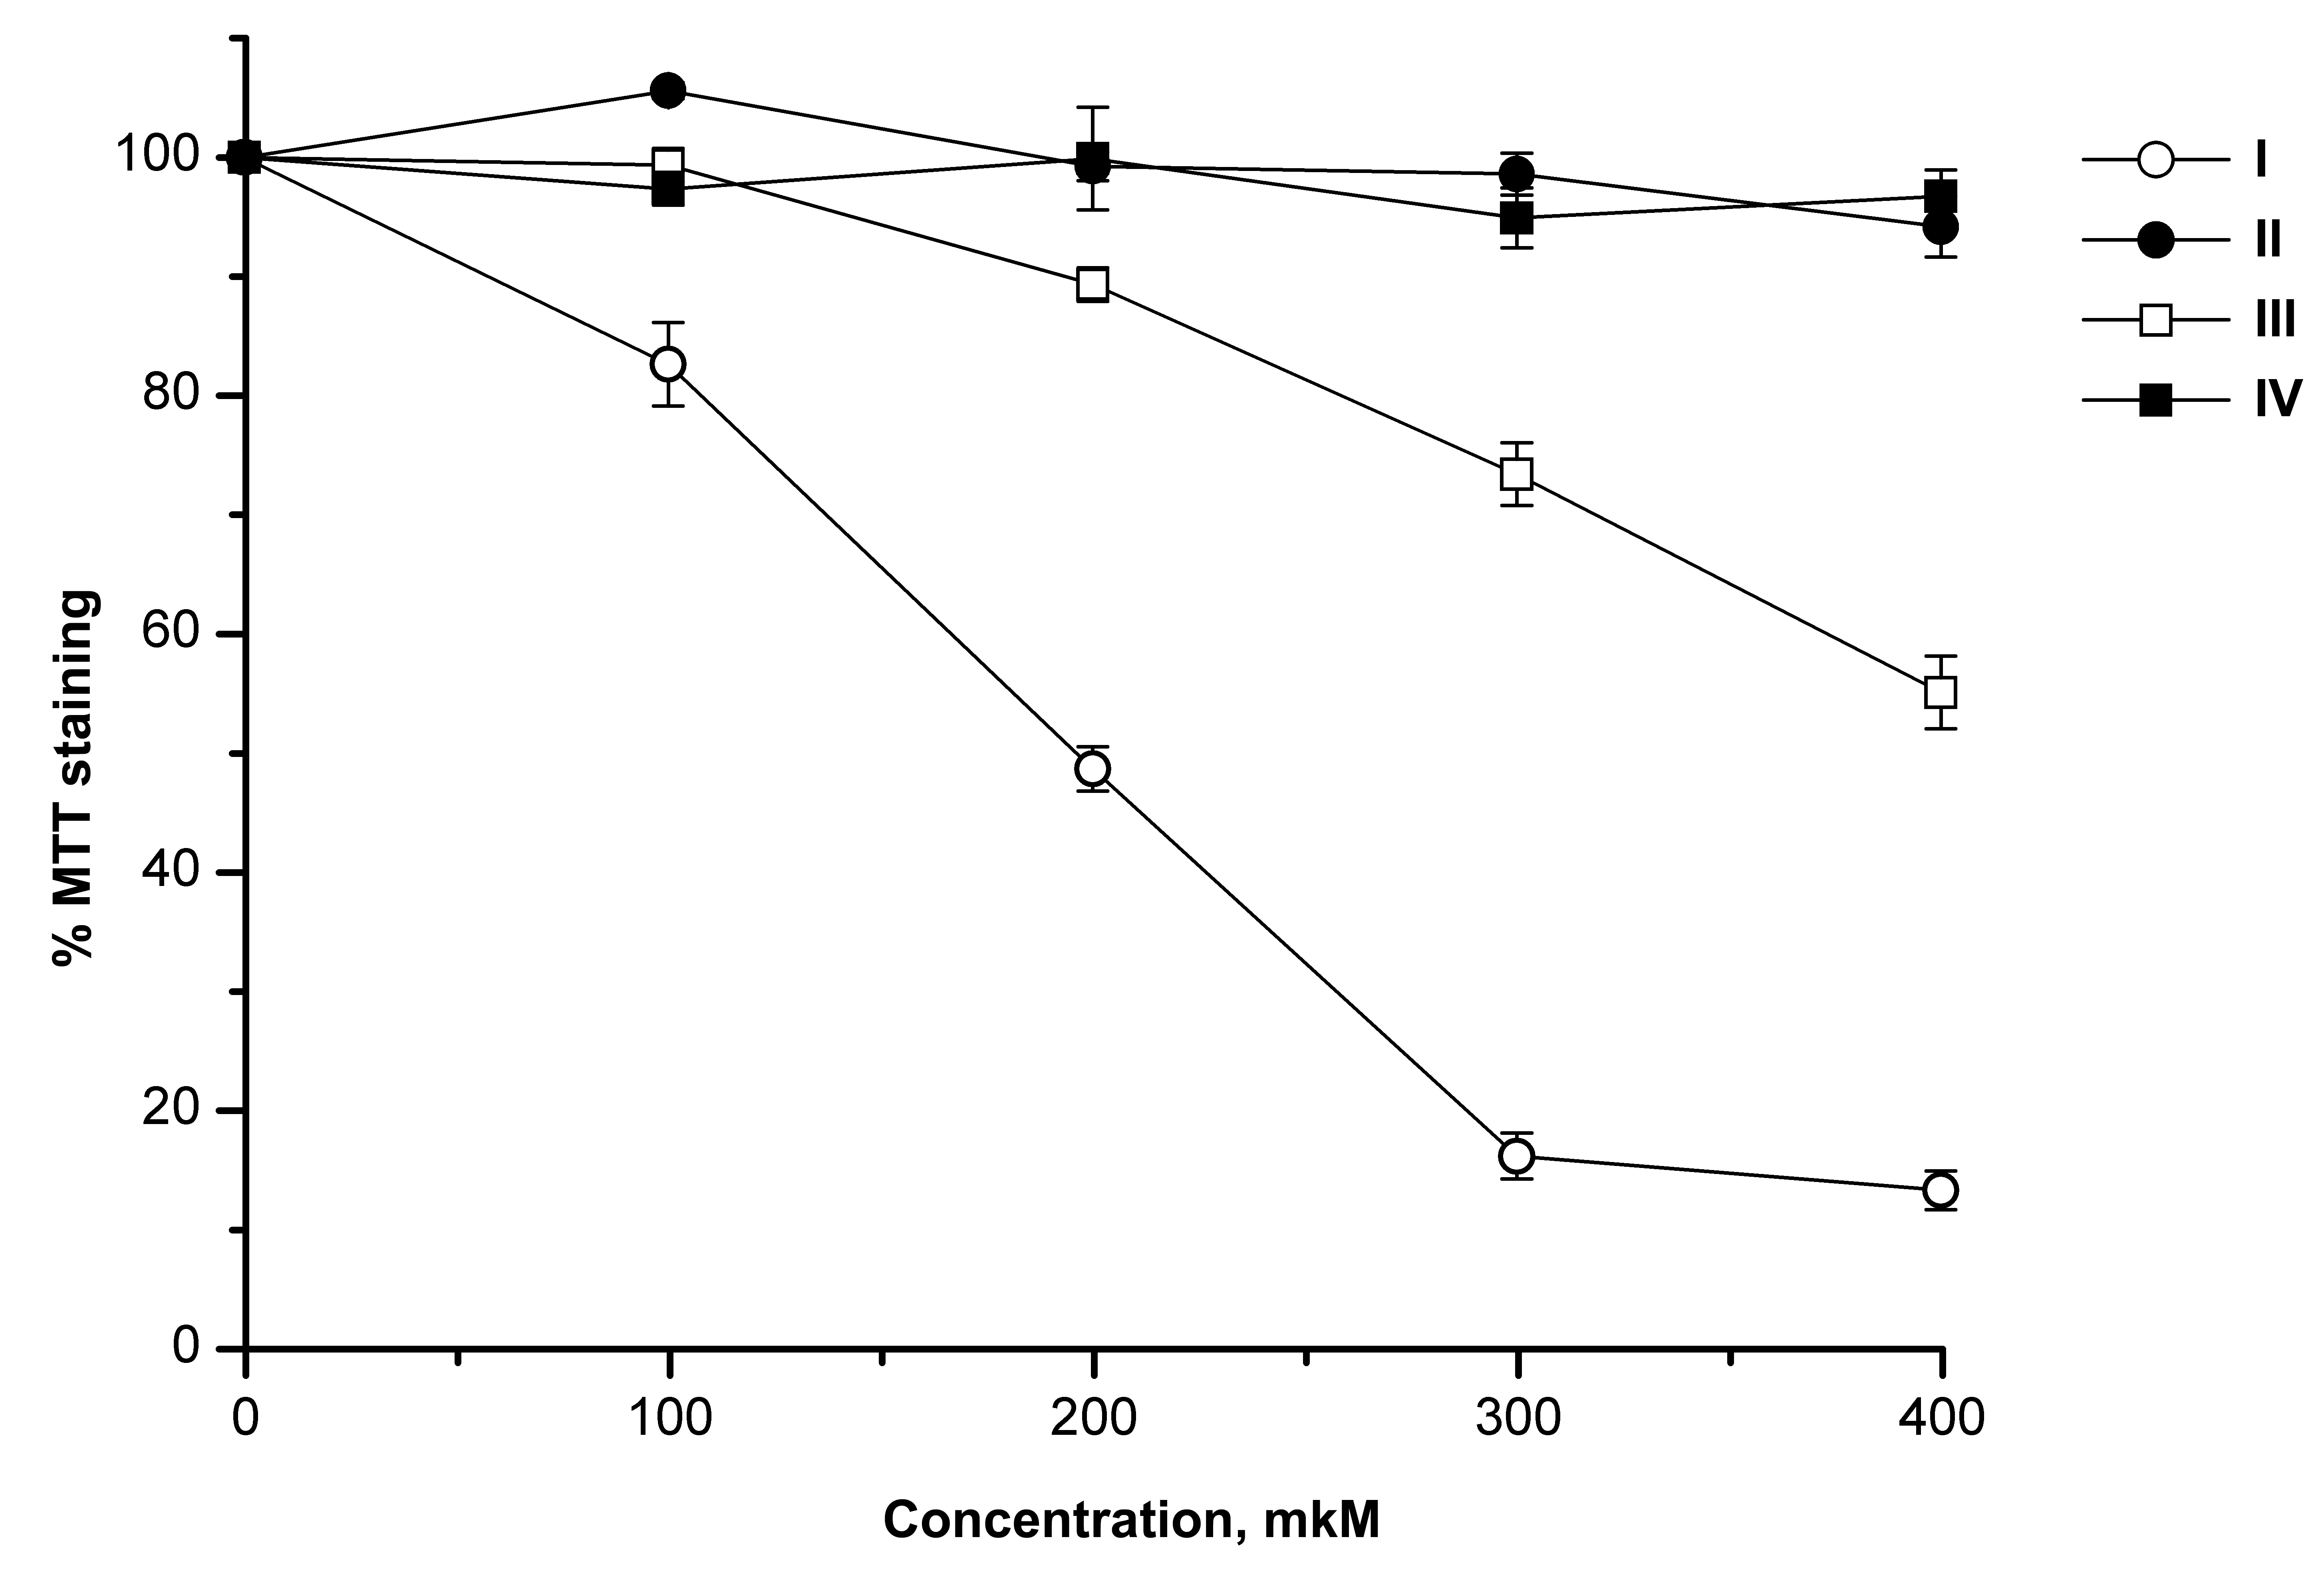 % MTT staining
100
80
60
40
20
0
0 100 200 300 400
Concentration, mkM
I
II
III
IV